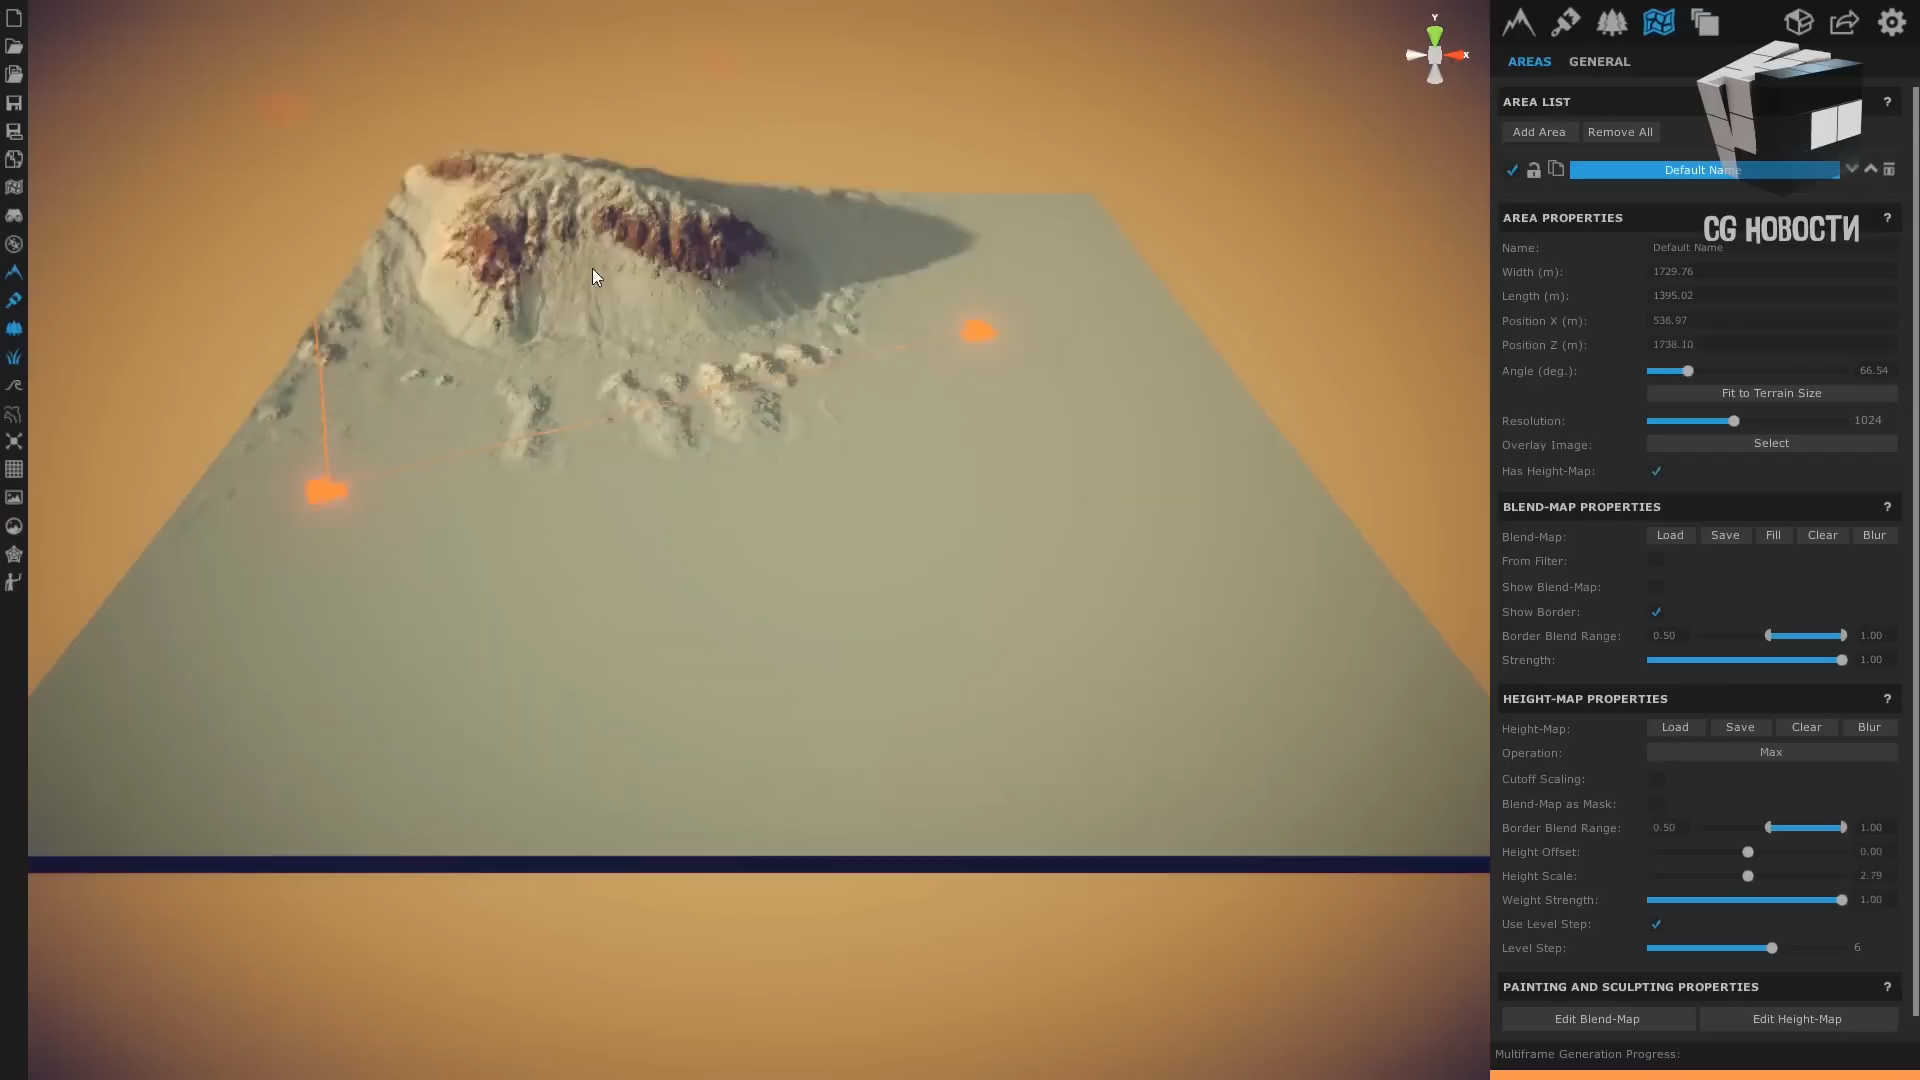 Y
X
AREAS GENERAL
AREA LIST ?
Add Area Remove All
Default Name
AREA PROPERTIES ?
CG НОВОСТИ
Name: Default Name
Width (m): 1729.76
Length (m): 1395.02
Position X (m): 536.97
Position Z (m): 1738.10
Angle (deg.): 66.54
Fit to Terrain Size
Resolution: 1024
Overlay Image: Select
Has Height-Map:
BLEND-MAP PROPERTIES ?
Blend-Map: Load Save Fill Clear Blur
From Filter:
Show Blend-Map:
Show Border:
Border Blend Range: 0.50 1.00
Strength: 1.00
HEIGHT-MAP PROPERTIES ?
Height-Map: Load Save Clear Blur
Operation: Max
Cutoff Scaling:
Blend-Map as Mask:
Border Blend Range: 0.50 1.00
Height Offset: 0.00
Height Scale: 2.79
Weight Strength: 1.00
Use Level Step:
Level Step: 6
PAINTING AND SCULPTING PROPERTIES ?
Edit Blend-Map Edit Height-Map
Multiframe Generation Progress: